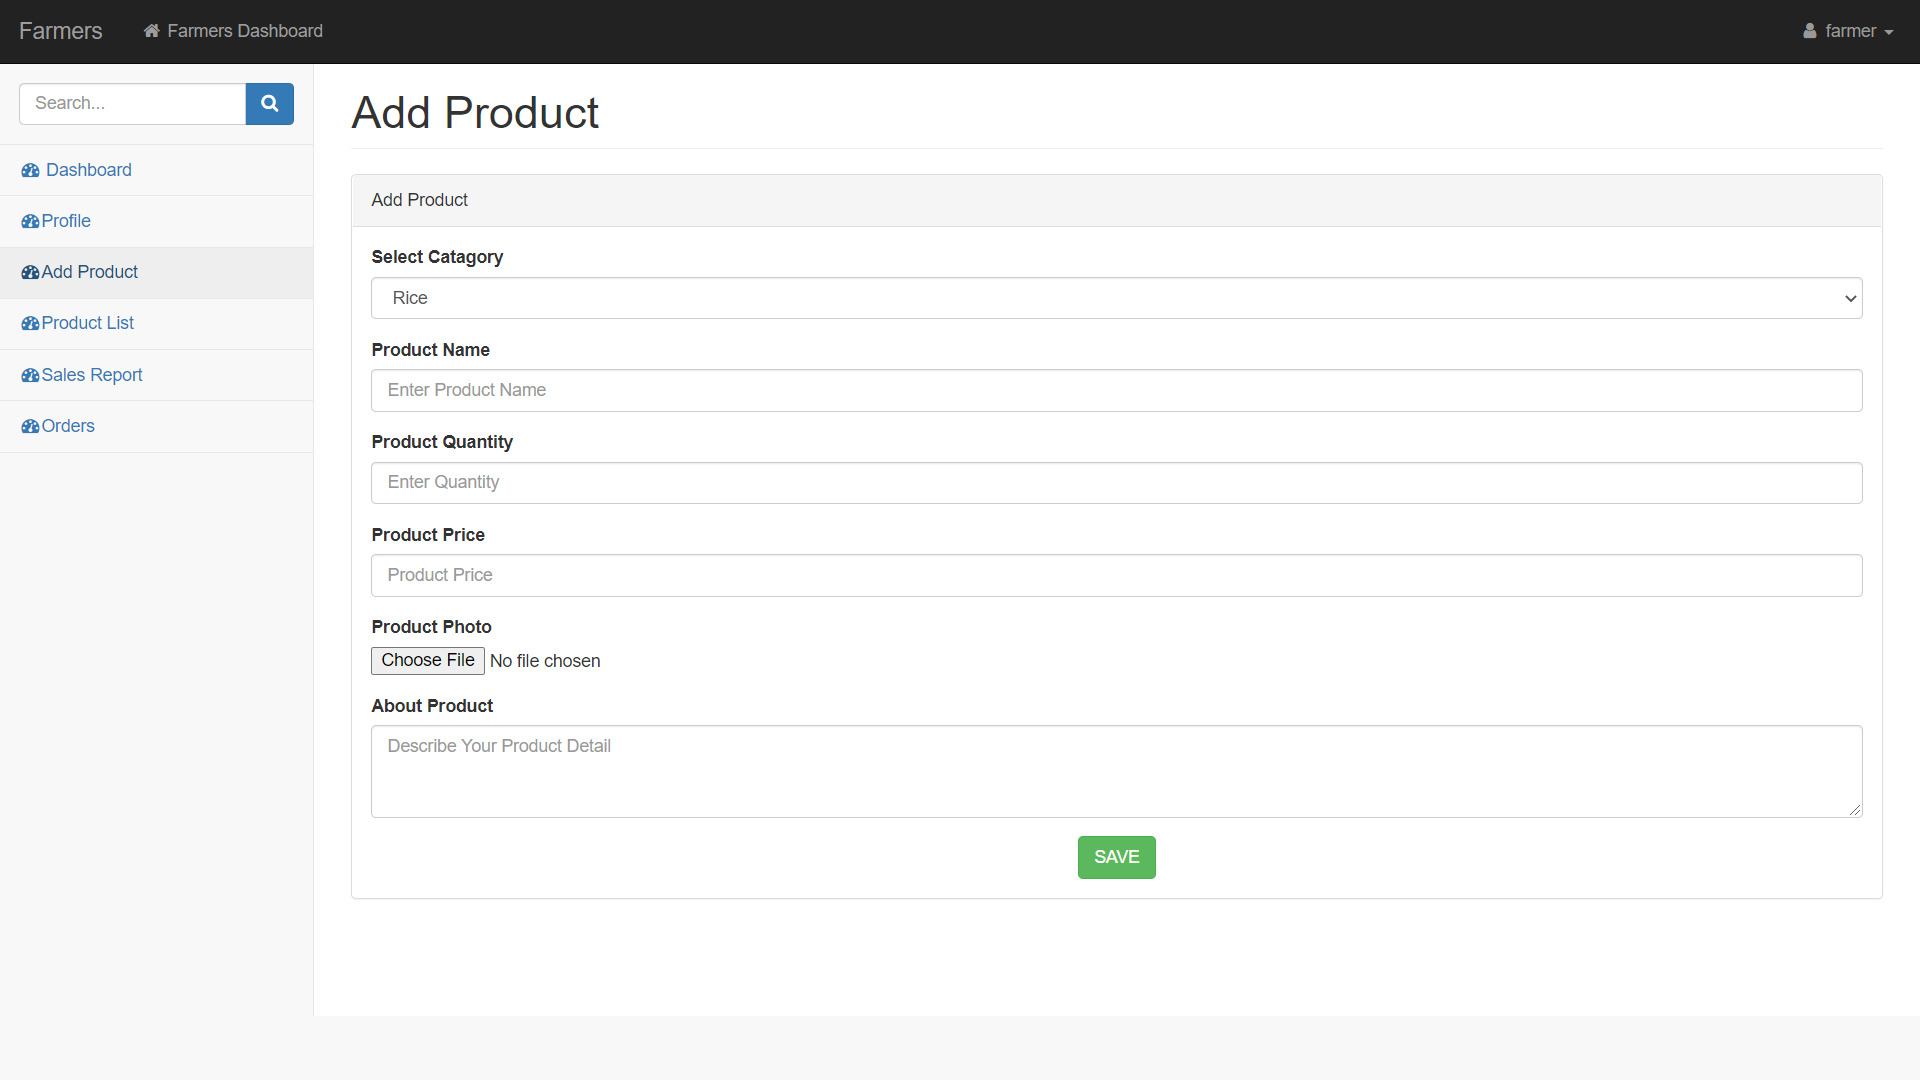 Farmers
Farmers Dashboard
farmer
Search...
Dashboard
Profile
Add Product
Product List
Sales Report
Orders
Add Product
Add Product
Select Catagory
Rice
Product Name
Enter Product Name
Product Quantity
Enter Quantity
Product Price
Product Price
Product Photo
Choose File No file chosen
About Product
Describe Your Product Detail
SAVE